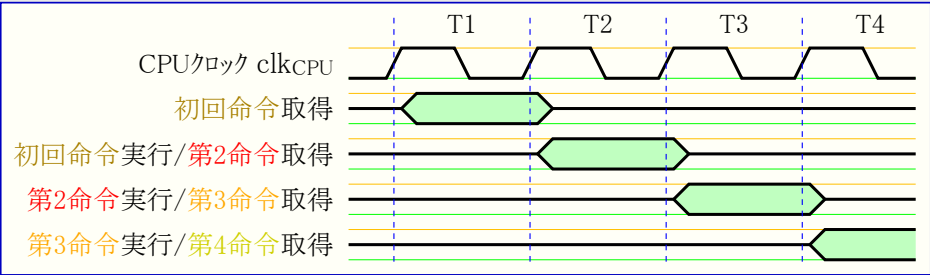 T1 T2 T3 T4
CPUクロック clkCPU
初回命令取得
初回命令実行/第2命令取得
第2命令実行/第3命令取得
第3命令実行/第4命令取得